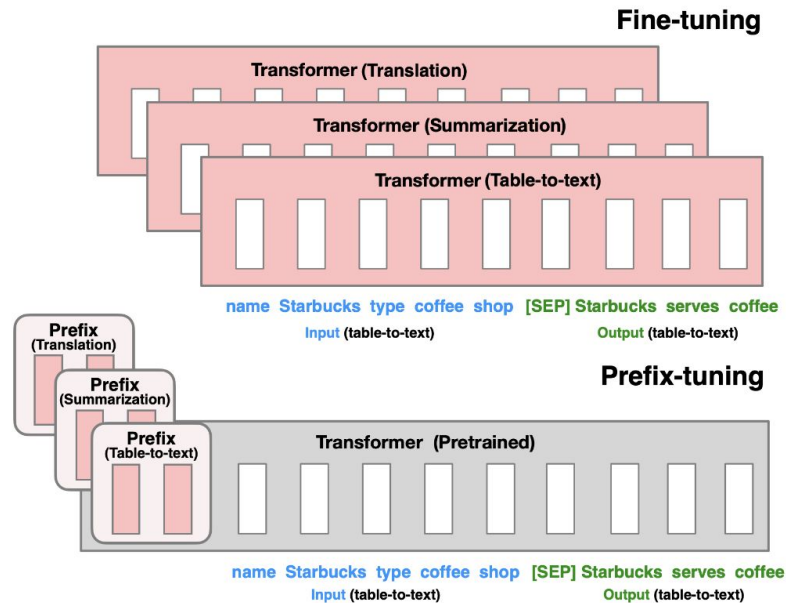 Fine-tuning
Transformer (Translation)
Transformer (Summarization)
Transformer (Table-to-text)
name Starbucks type coffee shop [SEP] Starbucks serves coffee
Input (table-to-text) Output (table-to-text)
Prefix
(Translation)
Prefix-tuning
Prefix
(Summarization)
Prefix
(Table-to-text)
Transformer (Pretrained)
name Starbucks type coffee shop [SEP] Starbucks serves coffee
Input (table-to-text) Output (table-to-text)